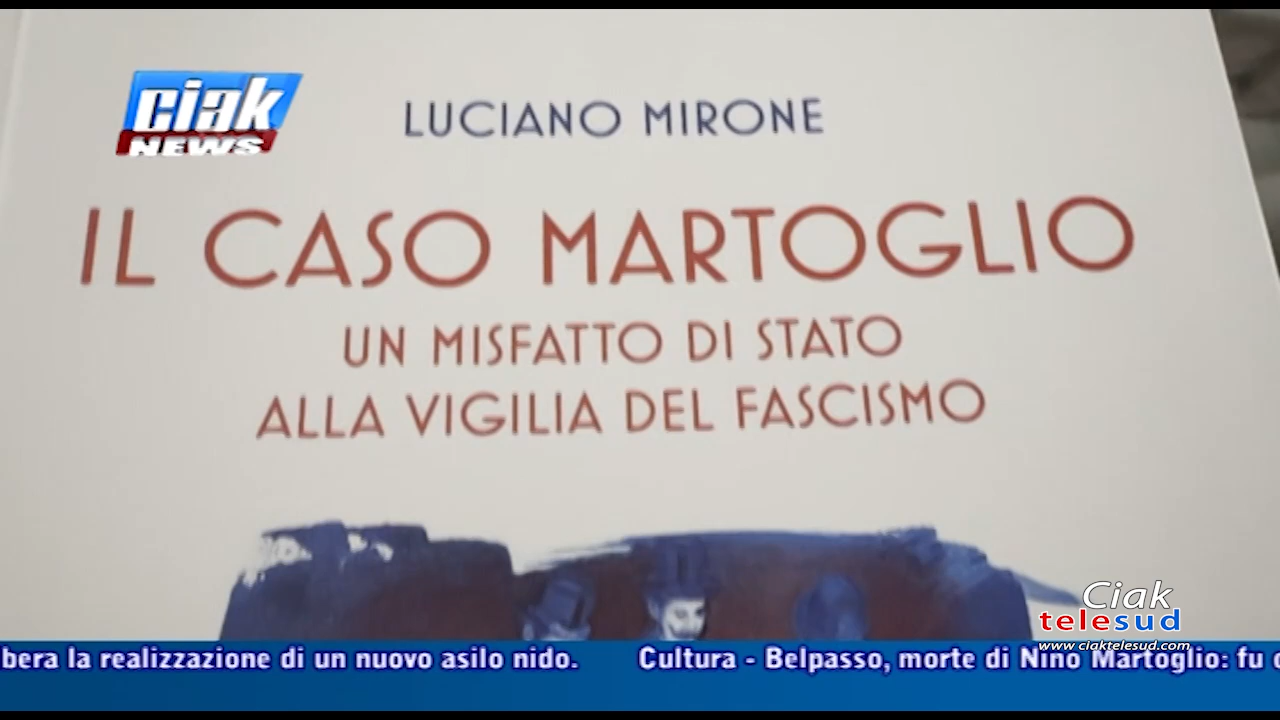 ciak
NEWS
LUCIANO MIRONE
IL CASO MARTOGLIO
UN MISFATTO DI STATO
ALLA VIGILIA DEL FASCISMO
Ciak
telesud
www.ciaktelesud.com
bera la realizzazione di un nuovo asilo nido. Cultura - Belpasso, morte di Nino Martoglio: fu